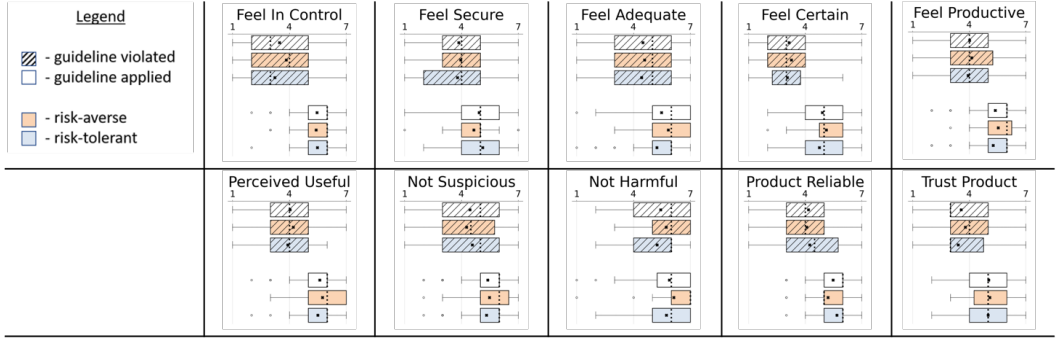 Legend
- guideline violated
- guideline applied
- risk-averse
- risk-tolerant
Feel In Control
1 4 7
Feel Secure
1 4 7
Feel Adequate
1 4 7
Feel Certain
1 4 7
Feel Productive
1 4 7
Perceived Useful
1 4 7
Not Suspicious
1 4 7
Not Harmful
1 4 7
Product Reliable
1 4 7
Trust Product
1 4 7